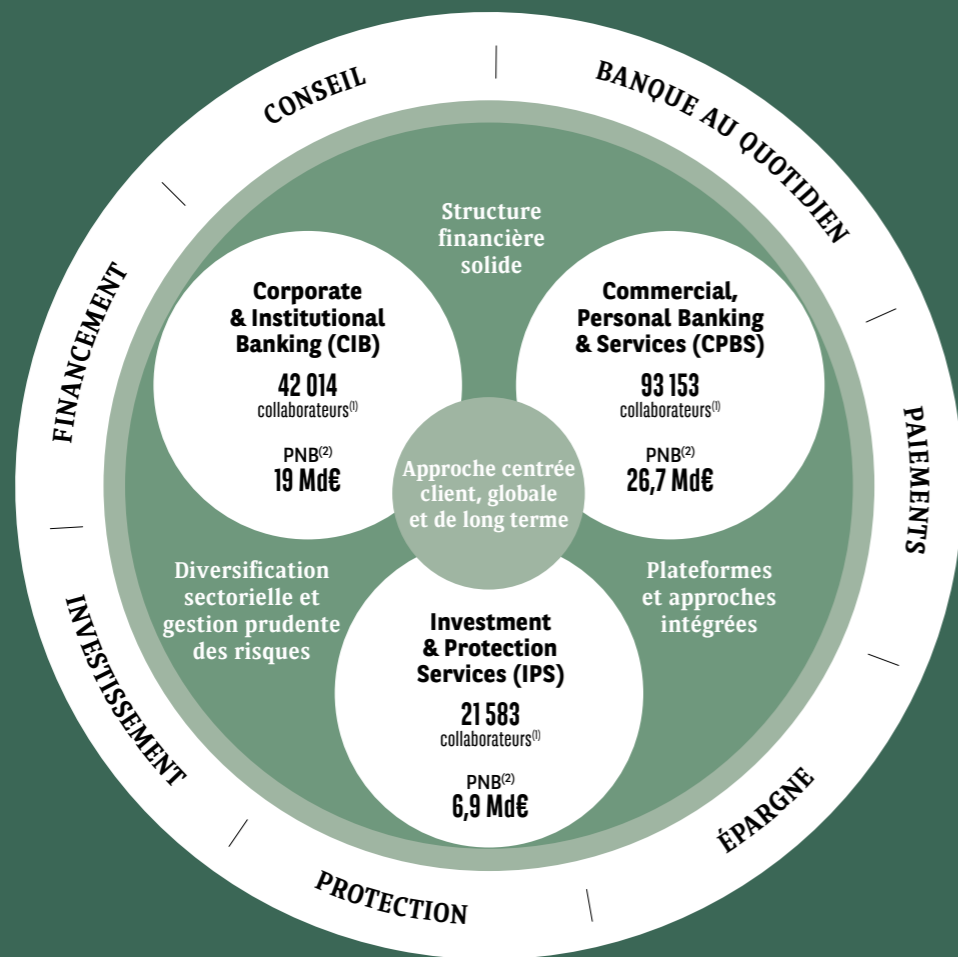 CONSEIL
BANQUE AU QUOTIDIEN
PAIEMENTS
ÉPARGNE
PROTECTION
INVESTISSEMENT
FINANCEMENT
Structure
financière
solide
Corporate
& Institutional
Banking (CIB)
42 014
collaborateurs(1)
PNB(2)
19 Md€
Commercial,
Personal Banking
& Services (CPBS)
93 153
collaborateurs(1)
PNB(2)
26,7 Md€
Approche centrée
client, globale
et de long terme
Diversification
sectorielle et
gestion prudente
des risques
Plateformes
et approches
intégrées
Investment
& Protection
Services (IPS)
21 583
collaborateurs(1)
PNB(2)
6,9 Md€